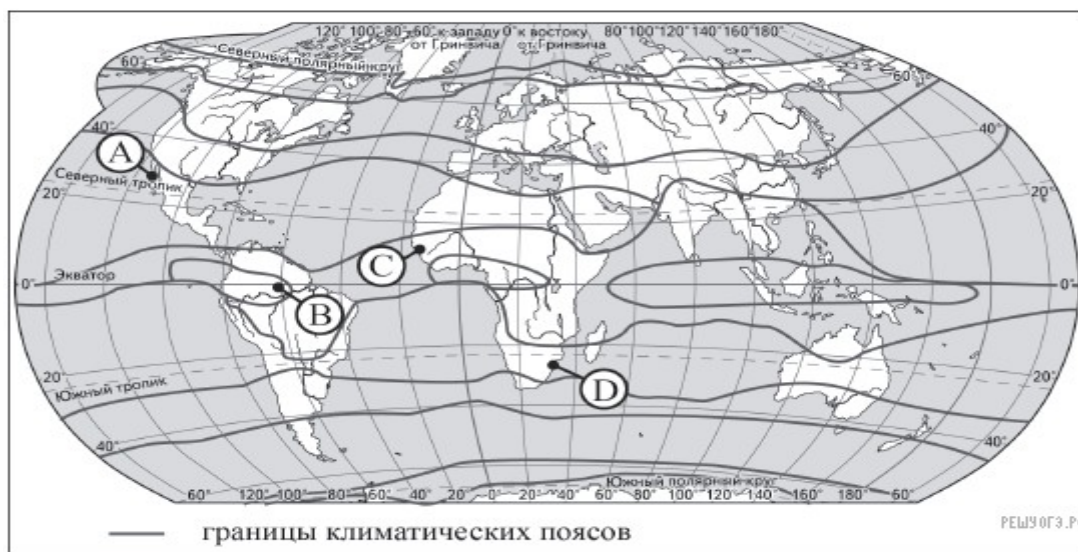 120° 100° 80° 60° к западу 0° к востоку 80° 100° 120° 140° 160° 180°
от Гринвича от Гринвича
Северный полярный круг
60° 60°
40° 40°
A
Северный тропик
20° 20°
C
Экватор
0° 0°
B
D
20° 20°
Южный тропик
40° 40°
Южный полярный круг
60° 120° 100° 80° 60° 40° 20° 0° 20° 40° 60° 80° 100° 120° 140° 160° 180° 60°
границы климатических поясов
РЕШУОГЭ.Р